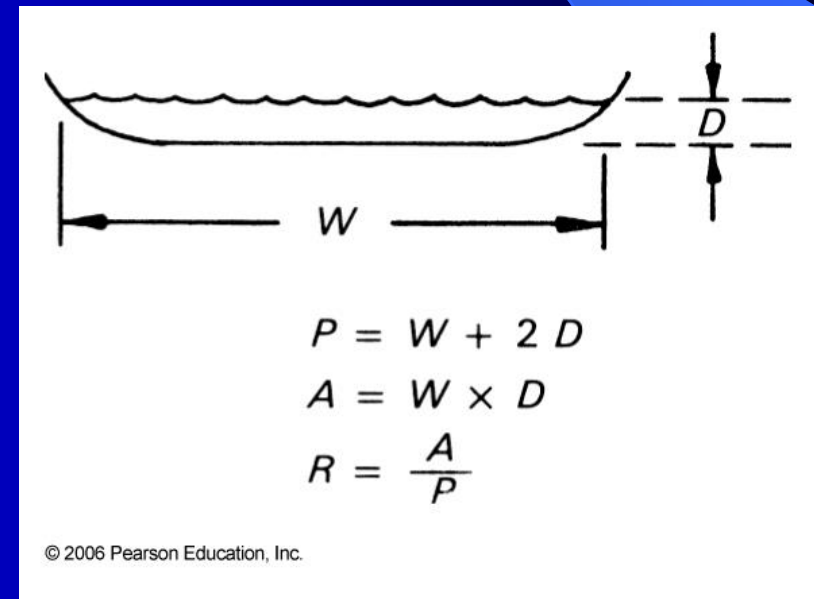 D
W
P = W + 2 D
A = W × D
R = A / P
© 2006 Pearson Education, Inc.